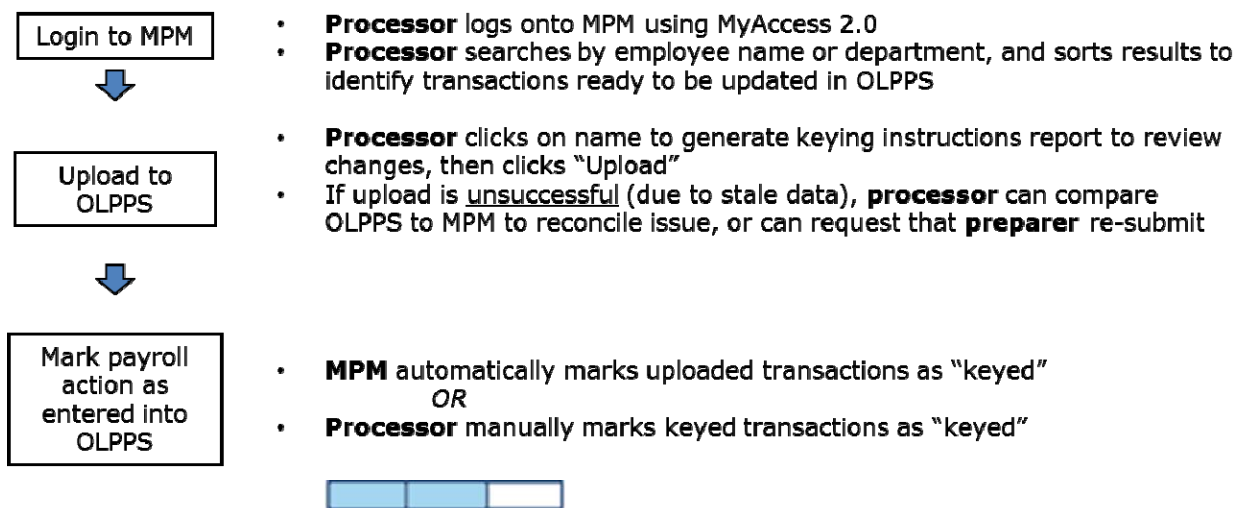 Login to MPM
• Processor logs onto MPM using MyAccess 2.0
• Processor searches by employee name or department, and sorts results to
identify transactions ready to be updated in OLPPS
Upload to
OLPPS
• Processor clicks on name to generate keying instructions report to review
changes, then clicks “Upload”
• If upload is unsuccessful (due to stale data), processor can compare
OLPPS to MPM to reconcile issue, or can request that preparer re-submit
Mark payroll
action as
entered into
OLPPS
• MPM automatically marks uploaded transactions as “keyed”
OR
• Processor manually marks keyed transactions as “keyed”